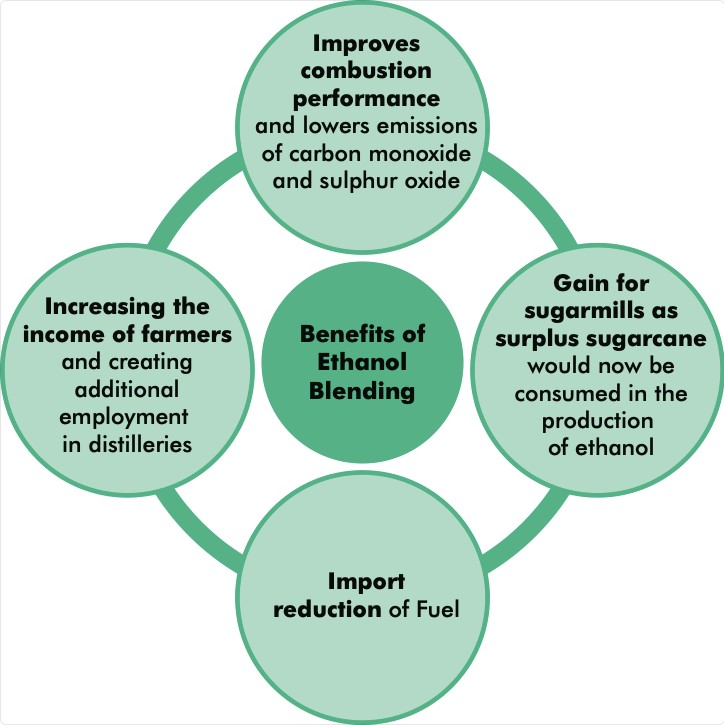 Improves
combustion
performance
and lowers emissions
of carbon monoxide
and sulphur oxide
Increasing the
income of farmers
and creating
additional
employment
in distilleries
Benefits of
Ethanol
Blending
Gain for
sugarmills as
surplus sugarcane
would now be
consumed in the
production
of ethanol
Import
reduction of Fuel